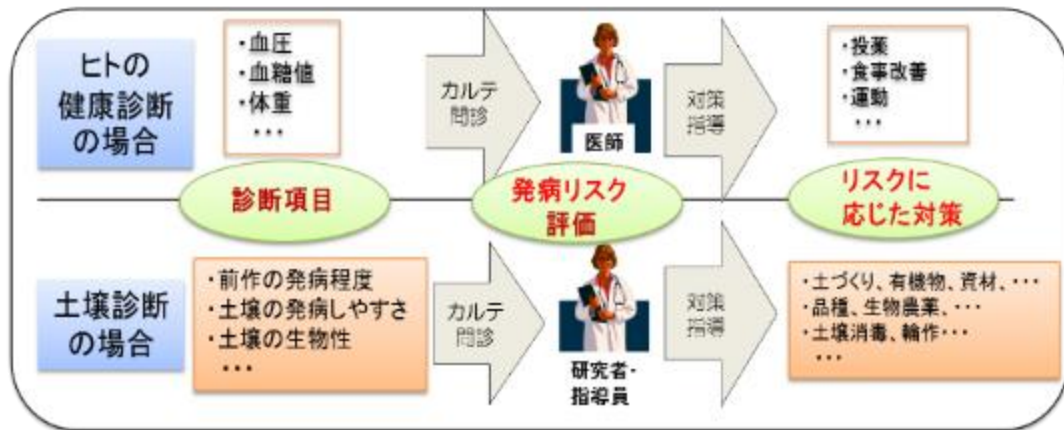 ヒトの
健康診断
の場合
・血圧
・血糖値
・体重
・・・
カルテ
問診
医師
対策
指導
・投薬
・食事改善
・運動
・・・
診断項目
発病リスク
評価
リスクに
応じた対策
土壌診断
の場合
・前作の発病程度
・土壌の発病しやすさ
・土壌の生物性
・・・
カルテ
問診
研究者・
指導員
対策
指導
・土づくり、有機物、資材、・・・
・品種、生物農薬、・・・
・土壌消毒、輪作・・・
・・・